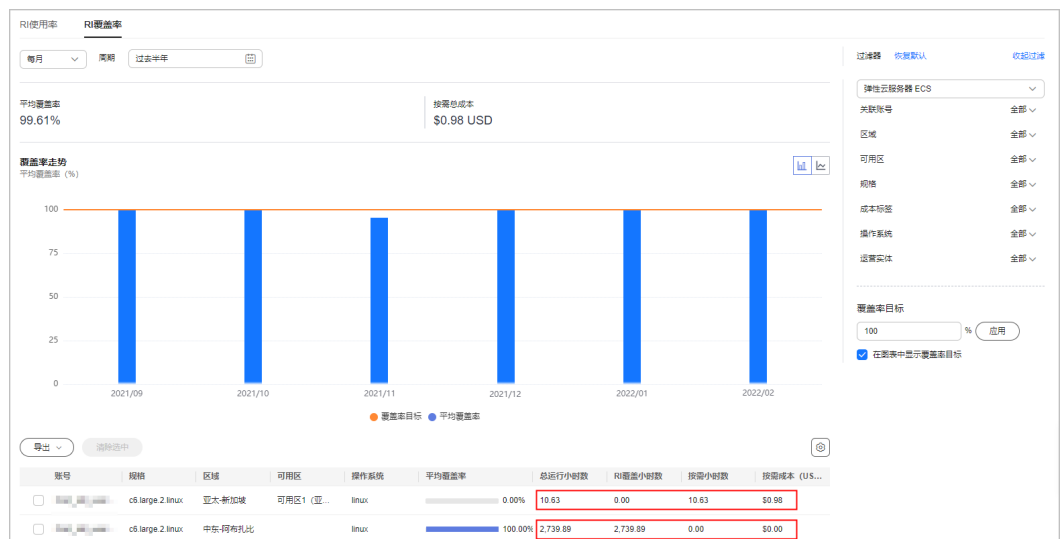 RI使用率 RI覆盖率
每月 周期 过去半年
过滤器 恢复默认 收起过滤
弹性云服务器 ECS
关联账号 全部
区域 全部
可用区 全部
规格 全部
成本标签 全部
操作系统 全部
运营实体 全部
覆盖率目标
100 % 应用
在图表中显示覆盖率目标
平均覆盖率 按需总成本
99.61% $0.98 USD
覆盖率走势
平均覆盖率（%）
100
75
50
25
0
2021/09 2021/10 2021/11 2021/12 2022/01 2022/02
覆盖率目标 平均覆盖率
导出 清除选中
账号 规格 区域 可用区 操作系统 平均覆盖率 总运行小时数 RI覆盖小时数 按需小时数 按需成本（US...
c6.large.2.linux 亚太-新加坡 可用区1（亚... linux 0.00% 10.63 0.00 10.63 $0.98
c6.large.2.linux 中东-阿布扎比 linux 100.00% 2,739.89 2,739.89 0.00 $0.00